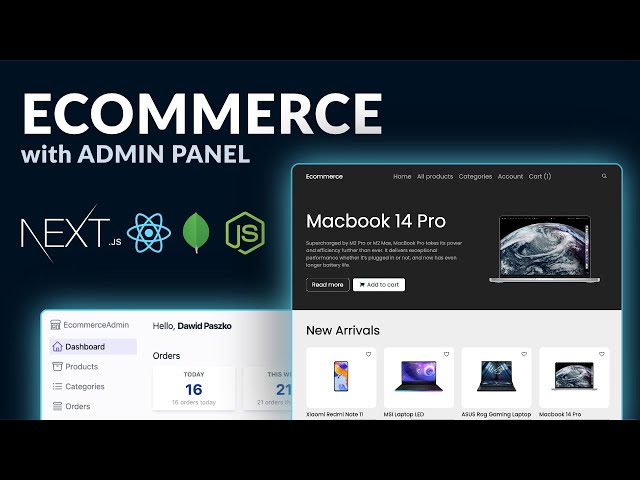 ECOMMERCE
with ADMIN PANEL
NEXT.JS
JS
Ecommerce
Home All products Categories Account Cart (1)
Macbook 14 Pro
Supercharged by M2 Pro or M2 Max, MacBook Pro takes its power
and efficiency further than ever. It delivers exceptional
performance whether it's plugged in or not, and now has even
longer battery life.
Read more
Add to cart
New Arrivals
Xiaomi Redmi Note 11
MSI Laptop LED
ASUS Rog Gaming Laptop
Macbook 14 Pro
EcommerceAdmin
Dashboard
Products
Categories
Orders
Hello, Dawid Paszko
Orders
TODAY
16
16 orders today
THIS W
21
21 orders th